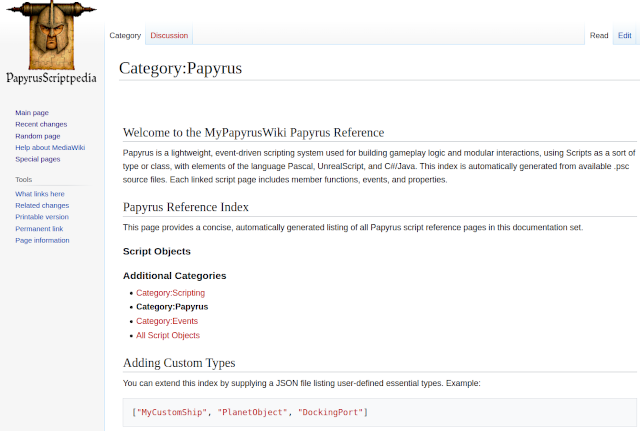 PapyrusScriptpedia
Main page
Recent changes
Random page
Help about MediaWiki
Special pages
Tools
What links here
Related changes
Printable version
Permanent link
Page information
Category
Discussion
Read
Edit
Category:Papyrus
Welcome to the MyPapyrusWiki Papyrus Reference
Papyrus is a lightweight, event-driven scripting system used for building gameplay logic and modular interactions, using Scripts as a sort of
type or class, with elements of the language Pascal, UnrealScript, and C#/Java. This index is automatically generated from available .psc
source files. Each linked script page includes member functions, events, and properties.
Papyrus Reference Index
This page provides a concise, automatically generated listing of all Papyrus script reference pages in this documentation set.
Script Objects
Additional Categories
Category:Scripting
Category:Papyrus
Category:Events
All Script Objects
Adding Custom Types
You can extend this index by supplying a JSON file listing user-defined essential types. Example:
["MyCustomShip", "PlanetObject", "DockingPort"]